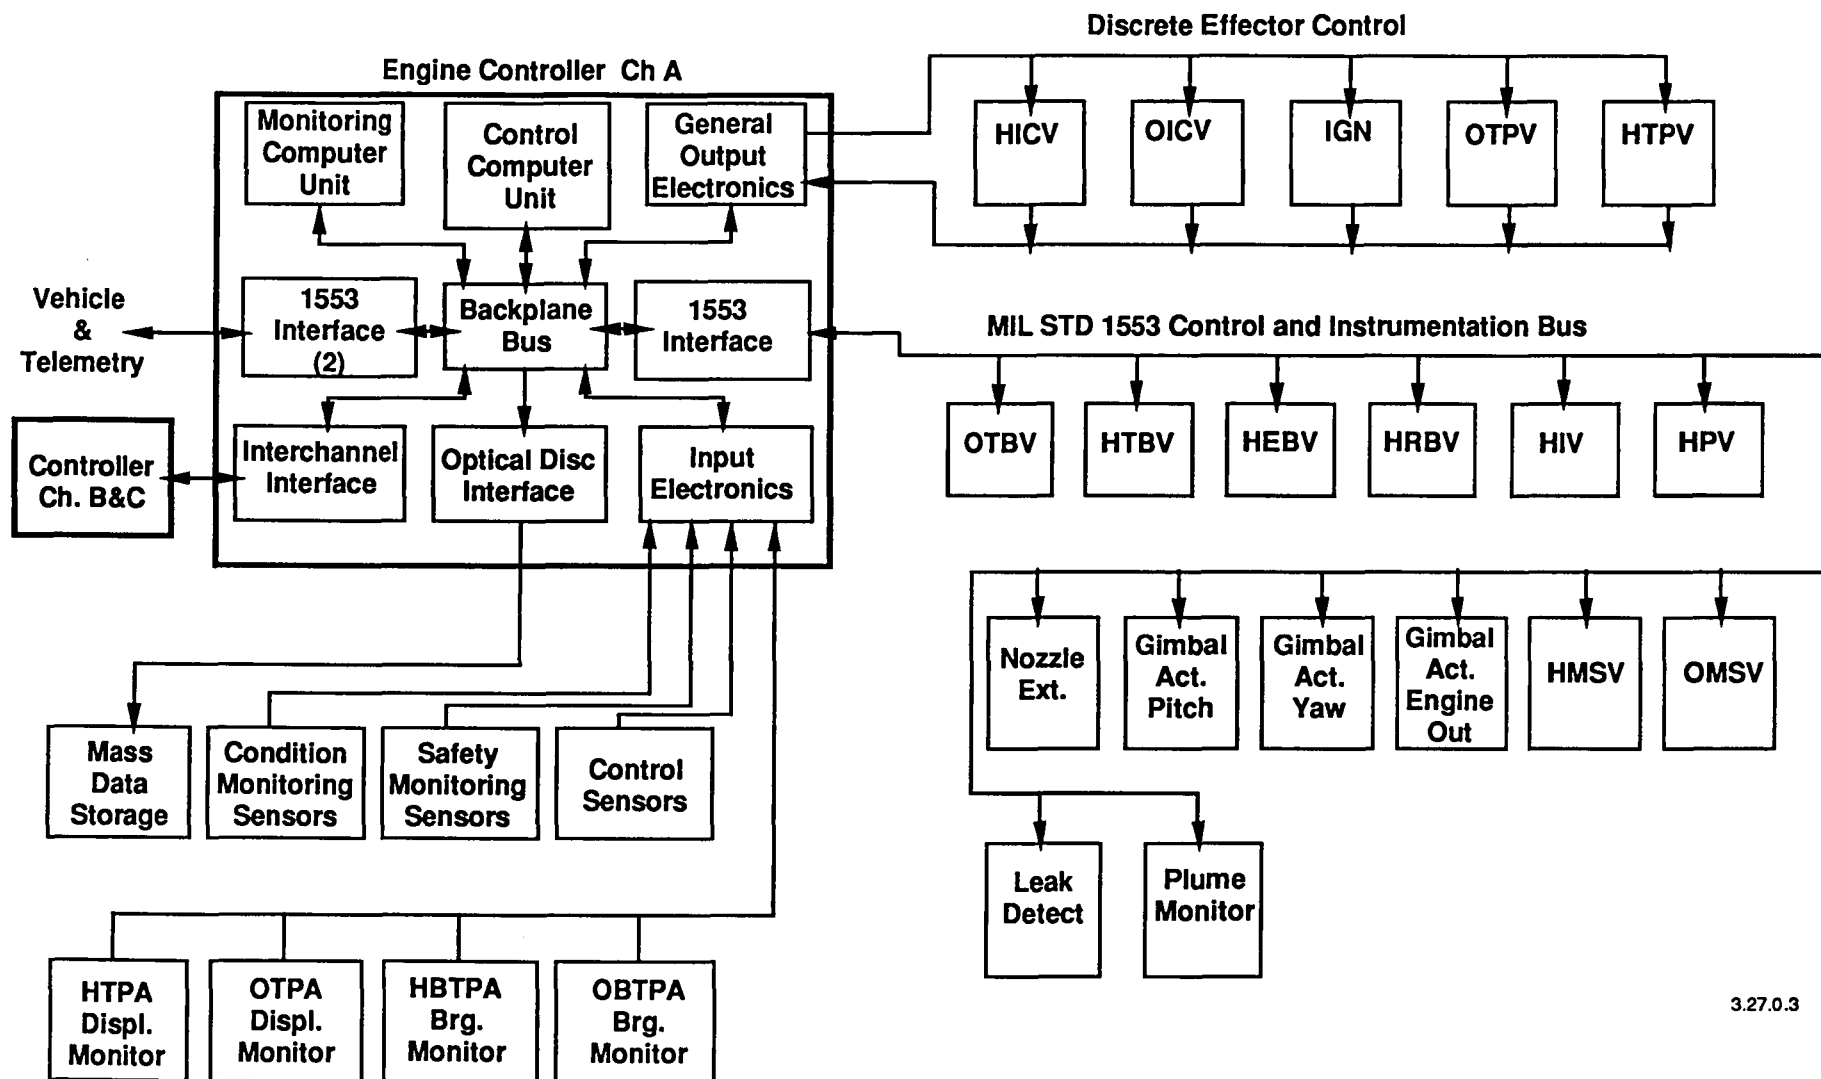 Discrete Effector Control
Engine Controller Ch A
Monitoring
Computer
Unit
Control
Computer
Unit
General
Output
Electronics
HICV
OICV
IGN
OTPV
HTPV
Vehicle
&
Telemetry
1553
Interface
(2)
Backplane
Bus
1553
Interface
MIL STD 1553 Control and Instrumentation Bus
OTBV
HTBV
HEBV
HRBV
HIV
HPV
Controller
Ch. B&C
Interchannel
Interface
Optical Disc
Interface
Input
Electronics
Nozzle
Ext.
Gimbal
Act.
Pitch
Gimbal
Act.
Yaw
Gimbal
Act.
Engine
Out
HMSV
OMSV
Mass
Data
Storage
Condition
Monitoring
Sensors
Safety
Monitoring
Sensors
Control
Sensors
Leak
Detect
Plume
Monitor
HTPA
Displ.
Monitor
OTPA
Displ.
Monitor
HBTPA
Brg.
Monitor
OBTPA
Brg.
Monitor
3.27.0.3